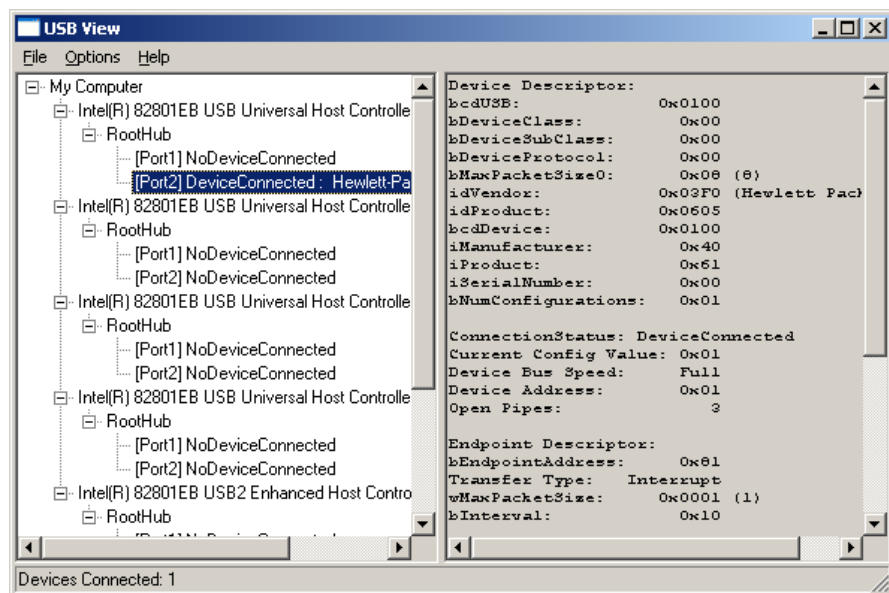 USB View
File Options Help
My Computer
Intel(R) 82801EB USB Universal Host Controlle
RootHub
[Port1] NoDeviceConnected
[Port2] DeviceConnected : Hewlett-Pa
Intel(R) 82801EB USB Universal Host Controlle
RootHub
[Port1] NoDeviceConnected
[Port2] NoDeviceConnected
Intel(R) 82801EB USB Universal Host Controlle
RootHub
[Port1] NoDeviceConnected
[Port2] NoDeviceConnected
Intel(R) 82801EB USB Universal Host Controlle
RootHub
[Port1] NoDeviceConnected
[Port2] NoDeviceConnected
Intel(R) 82801EB USB2 Enhanced Host Contro
RootHub
Device Descriptor:
bcdUSB: 0x0100
bDeviceClass: 0x00
bDeviceSubClass: 0x00
bDeviceProtocol: 0x00
bMaxPacketSize0: 0x08 (8)
idVendor: 0x03F0 (Hewlett Pack
idProduct: 0x0605
bcdDevice: 0x0100
iManufacturer: 0x40
iProduct: 0x61
iSerialNumber: 0x00
bNumConfigurations: 0x01
ConnectionStatus: DeviceConnected
Current Config Value: 0x01
Device Bus Speed: Full
Device Address: 0x01
Open Pipes: 3
Endpoint Descriptor:
bEndpointAddress: 0x81
Transfer Type: Interrupt
wMaxPacketSize: 0x0001 (1)
bInterval: 0x10
Devices Connected: 1